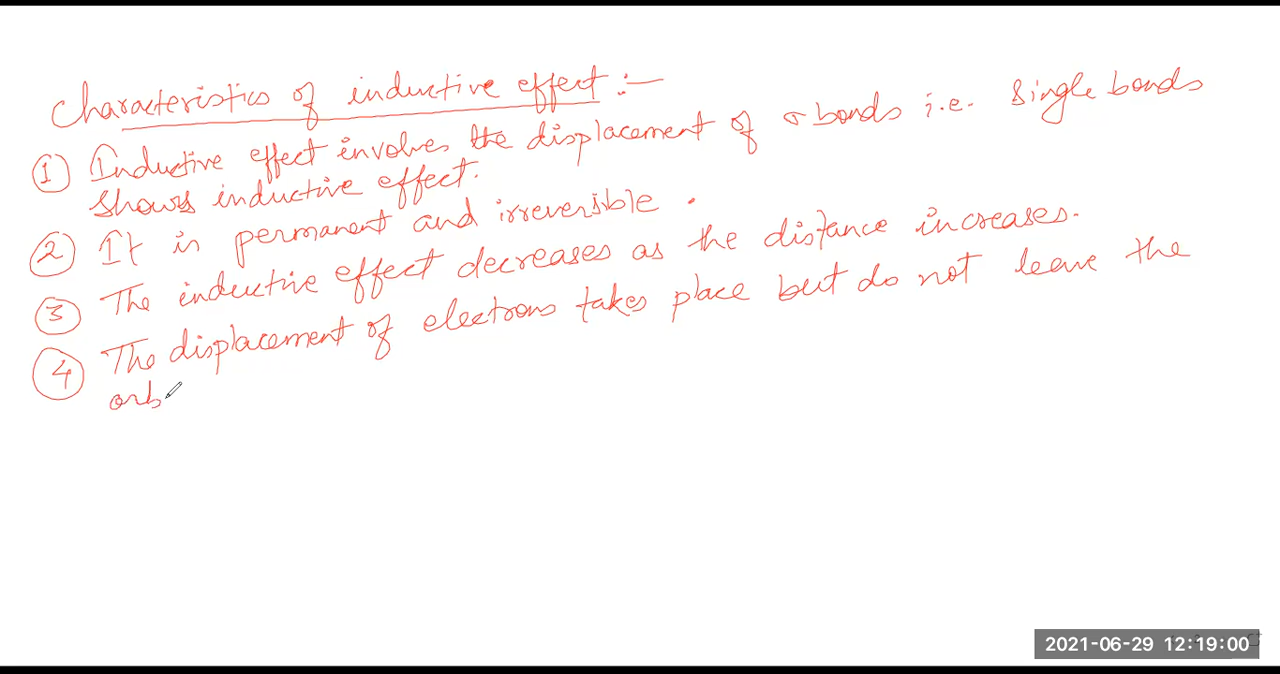 Characteristics of inductive effect :-
① Inductive effect involves the displacement of σ bonds i.e. Single bonds
shows inductive effect.
② It is permanent and irreversible.
③ The inductive effect decreases as the distance increases.
④ The displacement of electrons takes place but do not leave the
orb
2021-06-29 12:19:00